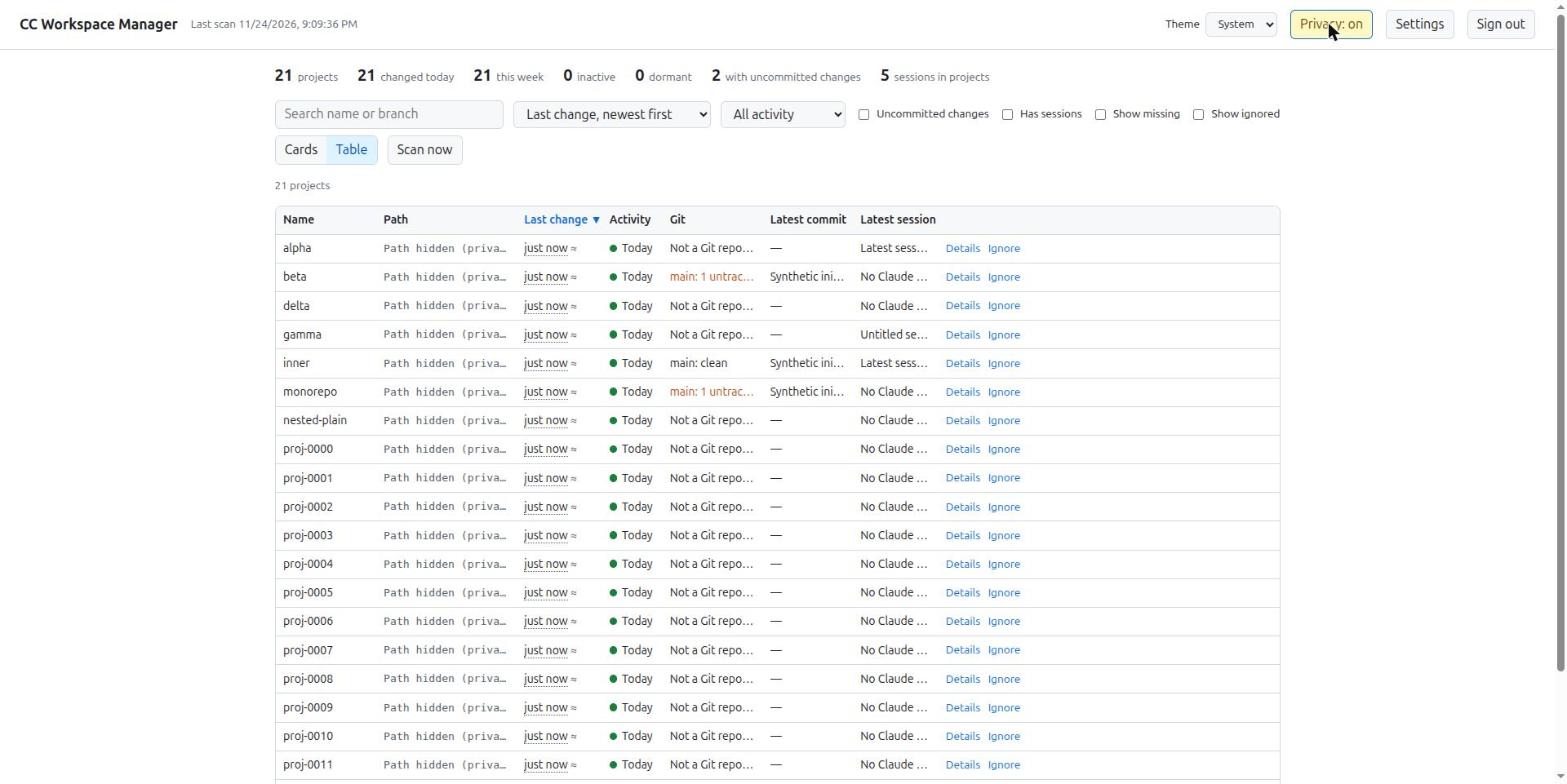 CC Workspace Manager Last scan 11/24/2026, 9:09:36 PM Theme System Privacy: on Settings Sign out
21 projects 21 changed today 21 this week 0 inactive 0 dormant 2 with uncommitted changes 5 sessions in projects
Search name or branch Last change, newest first All activity Uncommitted changes Has sessions Show missing Show ignored
Cards Table Scan now
21 projects
Name Path Last change ▼ Activity Git Latest commit Latest session
alpha Path hidden (priva… just now ≈ Today Not a Git repo… — Latest sess… Details Ignore
beta Path hidden (priva… just now ≈ Today main: 1 untrac… Synthetic ini… No Claude … Details Ignore
delta Path hidden (priva… just now ≈ Today Not a Git repo… — No Claude … Details Ignore
gamma Path hidden (priva… just now ≈ Today Not a Git repo… — Untitled se… Details Ignore
inner Path hidden (priva… just now ≈ Today main: clean Synthetic ini… Latest sess… Details Ignore
monorepo Path hidden (priva… just now ≈ Today main: 1 untrac… Synthetic ini… No Claude … Details Ignore
nested-plain Path hidden (priva… just now ≈ Today Not a Git repo… — No Claude … Details Ignore
proj-0000 Path hidden (priva… just now ≈ Today Not a Git repo… — No Claude … Details Ignore
proj-0001 Path hidden (priva… just now ≈ Today Not a Git repo… — No Claude … Details Ignore
proj-0002 Path hidden (priva… just now ≈ Today Not a Git repo… — No Claude … Details Ignore
proj-0003 Path hidden (priva… just now ≈ Today Not a Git repo… — No Claude … Details Ignore
proj-0004 Path hidden (priva… just now ≈ Today Not a Git repo… — No Claude … Details Ignore
proj-0005 Path hidden (priva… just now ≈ Today Not a Git repo… — No Claude … Details Ignore
proj-0006 Path hidden (priva… just now ≈ Today Not a Git repo… — No Claude … Details Ignore
proj-0007 Path hidden (priva… just now ≈ Today Not a Git repo… — No Claude … Details Ignore
proj-0008 Path hidden (priva… just now ≈ Today Not a Git repo… — No Claude … Details Ignore
proj-0009 Path hidden (priva… just now ≈ Today Not a Git repo… — No Claude … Details Ignore
proj-0010 Path hidden (priva… just now ≈ Today Not a Git repo… — No Claude … Details Ignore
proj-0011 Path hidden (priva… just now ≈ Today Not a Git repo… — No Claude … Details Ignore